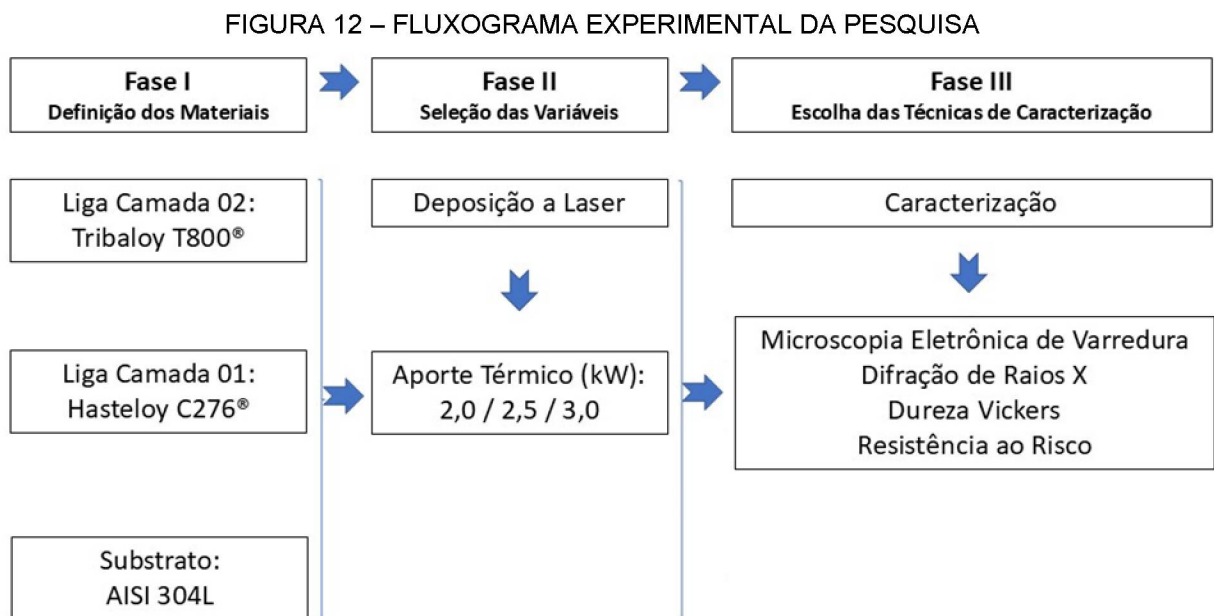 FIGURA 12 – FLUXOGRAMA EXPERIMENTAL DA PESQUISA
Fase I
Definição dos Materiais
Fase II
Seleção das Variáveis
Fase III
Escolha das Técnicas de Caracterização
Liga Camada 02:
Tribaloy T800®
Liga Camada 01:
Hasteloy C276®
Substrato:
AISI 304L
Deposição a Laser
Aporte Térmico (kW):
2,0 / 2,5 / 3,0
Caracterização
Microscopia Eletrônica de Varredura
Difração de Raios X
Dureza Vickers
Resistência ao Risco